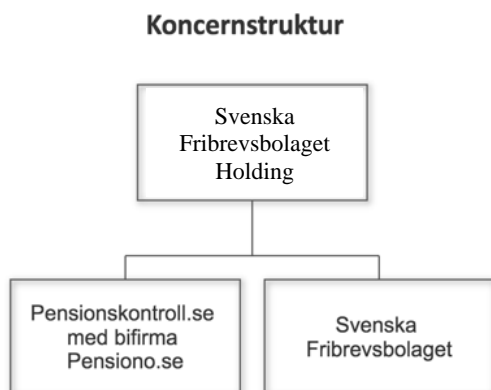 Koncernstruktur
Svenska
Fribrevsbolaget
Holding
Pensionskontroll.se
med bifirma
Pensiono.se
Svenska
Fribrevsbolaget